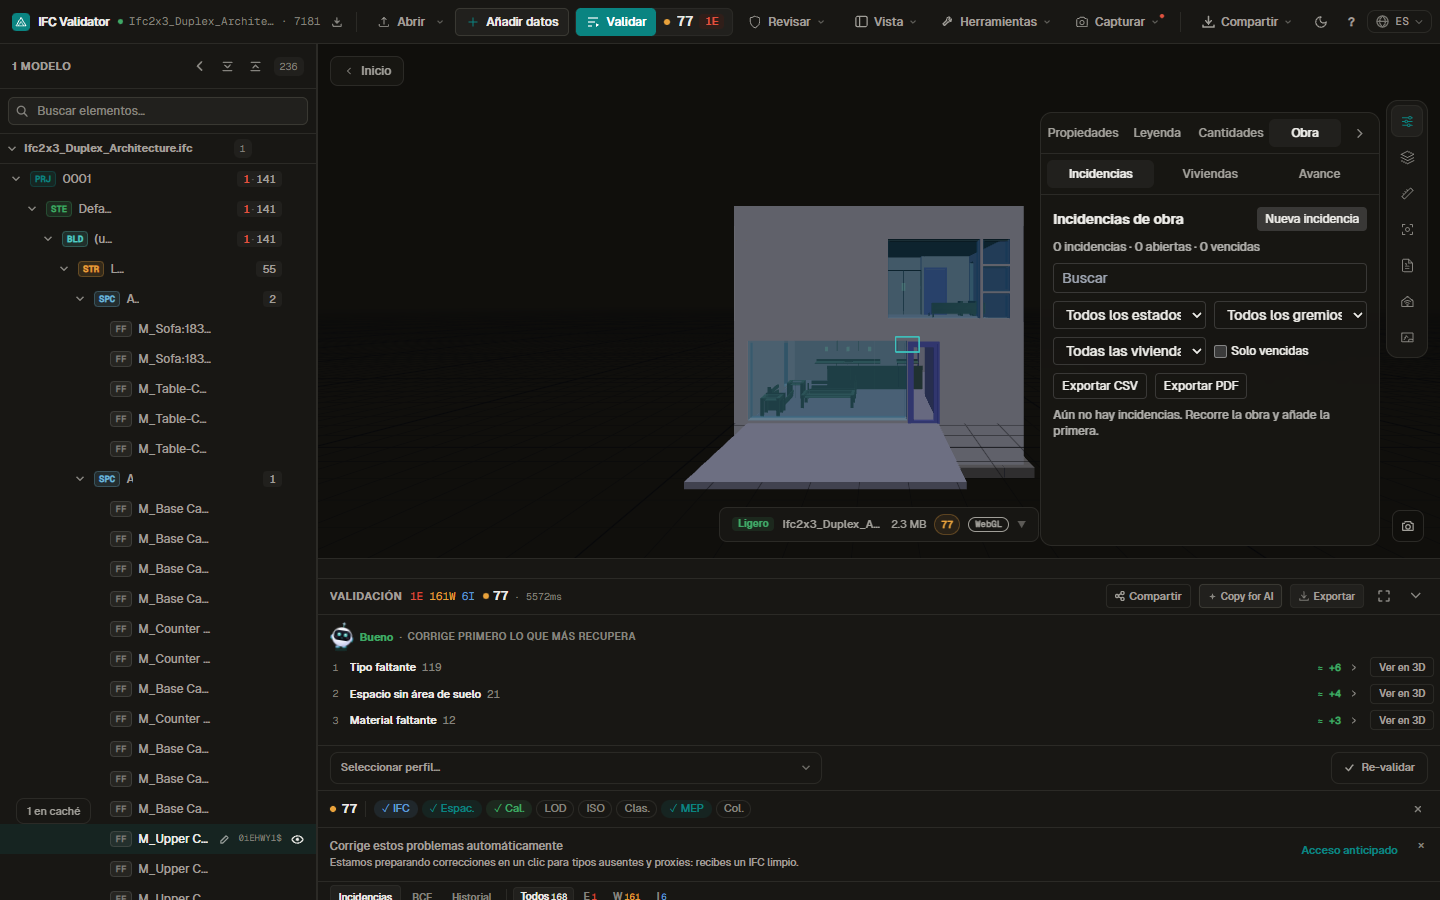 IFC Validator Ifc2x3_Duplex_Archite… · 7181 Abrir + Añadir datos Validar 77 1E Revisar Vista Herramientas Capturar Compartir ? ES
1 MODELO 236
Buscar elementos...
Ifc2x3_Duplex_Architecture.ifc 1
PRJ 0001 1·141
STE Defa... 1·141
BLD (u... 1·141
STR L... 55
SPC A.. 2
FF M_Sofa:183...
FF M_Sofa:183...
FF M_Table-C...
FF M_Table-C...
FF M_Table-C...
SPC A 1
FF M_Base Ca...
FF M_Base Ca...
FF M_Base Ca...
FF M_Base Ca...
FF M_Counter ...
FF M_Counter ...
FF M_Base Ca...
FF M_Counter ...
FF M_Base Ca...
FF M_Base Ca...
FF M_Base Ca...
1 en caché
FF M_Upper C... 0iEHWYI$
FF M_Upper C...
FF M_Upper C
Inicio
Propiedades Leyenda Cantidades Obra
Incidencias Viviendas Avance
Incidencias de obra Nueva incidencia
0 incidencias · 0 abiertas · 0 vencidas
Buscar
Todos los estados Todos los gremios
Todas las vivienda Solo vencidas
Exportar CSV Exportar PDF
Aún no hay incidencias. Recorre la obra y añade la
primera.
Ligero Ifc2x3_Duplex_A... 2.3 MB 77 WebGL
VALIDACIÓN 1E 161W 6I 77 · 5572ms Compartir Copy for AI Exportar
Bueno · CORRIGE PRIMERO LO QUE MÁS RECUPERA
1 Tipo faltante 119 ≈ +6 Ver en 3D
2 Espacio sin área de suelo 21 ≈ +4 Ver en 3D
3 Material faltante 12 ≈ +3 Ver en 3D
Seleccionar perfil... Re-validar
77 ✓ IFC ✓ Espac. ✓ Cal. LOD ISO Clas. ✓ MEP Col. ×
Corrige estos problemas automáticamente
Estamos preparando correcciones en un clic para tipos ausentes y proxies: recibes un IFC limpio. Acceso anticipado ×
Incidencias BCF Historial Todos 168 E 1 W 161 I 6